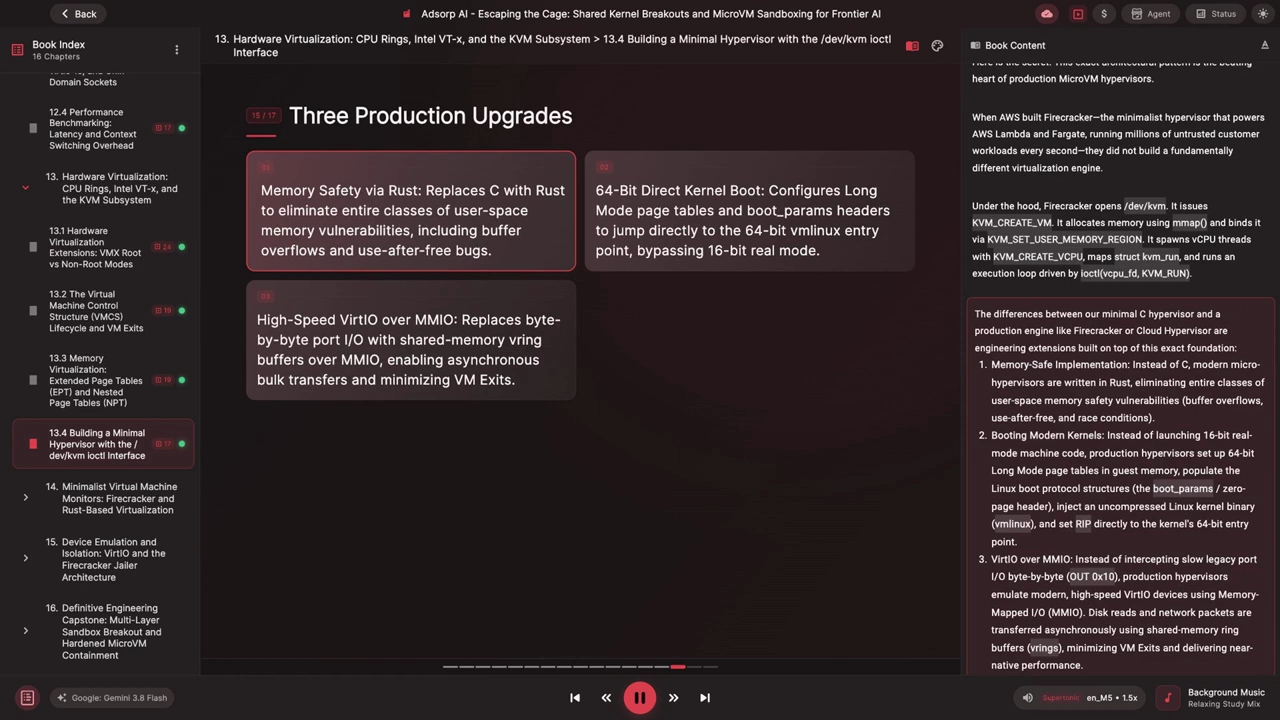 Back
Adsorp AI - Escaping the Cage: Shared Kernel Breakouts and MicroVM Sandboxing for Frontier AI
$
Agent
Status
Book Index
16 Chapters
Domain Sockets
12.4 Performance
Benchmarking:
Latency and Context
Switching Overhead
17
13. Hardware Virtualization:
CPU Rings, Intel VT-x, and
the KVM Subsystem
13.1 Hardware
Virtualization
Extensions: VMX Root
vs Non-Root Modes
24
13.2 The Virtual
Machine Control
Structure (VMCS)
Lifecycle and VM Exits
19
13.3 Memory
Virtualization:
Extended Page Tables
(EPT) and Nested
Page Tables (NPT)
19
13.4 Building a Minimal
Hypervisor with the /
dev/kvm ioctl Interface
17
14. Minimalist Virtual Machine
Monitors: Firecracker and
Rust-Based Virtualization
15. Device Emulation and
Isolation: VirtIO and the
Firecracker Jailer
Architecture
16. Definitive Engineering
Capstone: Multi-Layer
Sandbox Breakout and
Hardened MicroVM
Containment
13. Hardware Virtualization: CPU Rings, Intel VT-x, and the KVM Subsystem > 13.4 Building a Minimal Hypervisor with the /dev/kvm ioctl
Interface
15 / 17
Three Production Upgrades
01
Memory Safety via Rust: Replaces C with Rust
to eliminate entire classes of user-space
memory vulnerabilities, including buffer
overflows and use-after-free bugs.
02
64-Bit Direct Kernel Boot: Configures Long
Mode page tables and boot_params headers
to jump directly to the 64-bit vmlinux entry
point, bypassing 16-bit real mode.
03
High-Speed VirtIO over MMIO: Replaces byte-
by-byte port I/O with shared-memory vring
buffers over MMIO, enabling asynchronous
bulk transfers and minimizing VM Exits.
Book Content
Here is the secret: This exact architectural pattern is the beating
heart of production MicroVM hypervisors.
When AWS built Firecracker—the minimalist hypervisor that powers
AWS Lambda and Fargate, running millions of untrusted customer
workloads every second—they did not build a fundamentally
different virtualization engine.
Under the hood, Firecracker opens /dev/kvm. It issues
KVM_CREATE_VM. It allocates memory using mmap() and binds it
via KVM_SET_USER_MEMORY_REGION. It spawns vCPU threads
with KVM_CREATE_VCPU, maps struct kvm_run, and runs an
execution loop driven by ioctl(vcpu_fd, KVM_RUN).
The differences between our minimal C hypervisor and a
production engine like Firecracker or Cloud Hypervisor are
engineering extensions built on top of this exact foundation:
1. Memory-Safe Implementation: Instead of C, modern micro-
hypervisors are written in Rust, eliminating entire classes of
user-space memory safety vulnerabilities (buffer overflows,
use-after-free, and race conditions).
2. Booting Modern Kernels: Instead of launching 16-bit real-
mode machine code, production hypervisors set up 64-bit
Long Mode page tables in guest memory, populate the
Linux boot protocol structures (the boot_params / zero-
page header), inject an uncompressed Linux kernel binary
(vmlinux), and set RIP directly to the kernel's 64-bit entry
point.
3. VirtIO over MMIO: Instead of intercepting slow legacy port
I/O byte-by-byte (OUT 0x10), production hypervisors
emulate modern, high-speed VirtIO devices using Memory-
Mapped I/O (MMIO). Disk reads and network packets are
transferred asynchronously using shared-memory ring
buffers (vrings), minimizing VM Exits and delivering near-
native performance.
Google: Gemini 3.8 Flash
Supertonic en_M5 • 1.5x
Background Music
Relaxing Study Mix